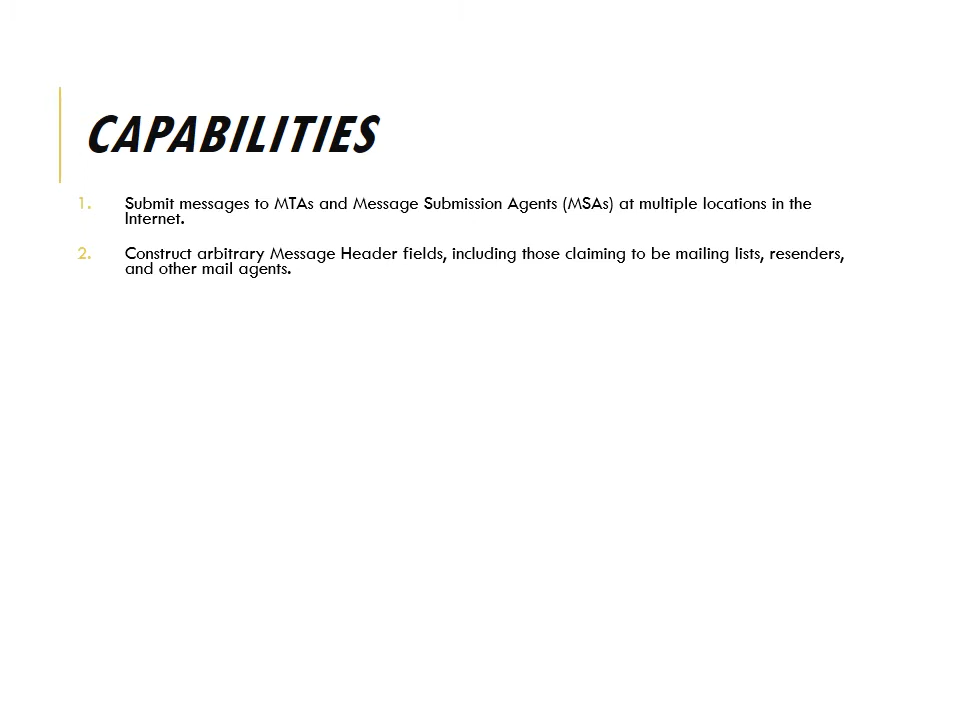 CAPABILITIES
1. Submit messages to MTAs and Message Submission Agents (MSAs) at multiple locations in the
Internet.
2. Construct arbitrary Message Header fields, including those claiming to be mailing lists, resenders,
and other mail agents.